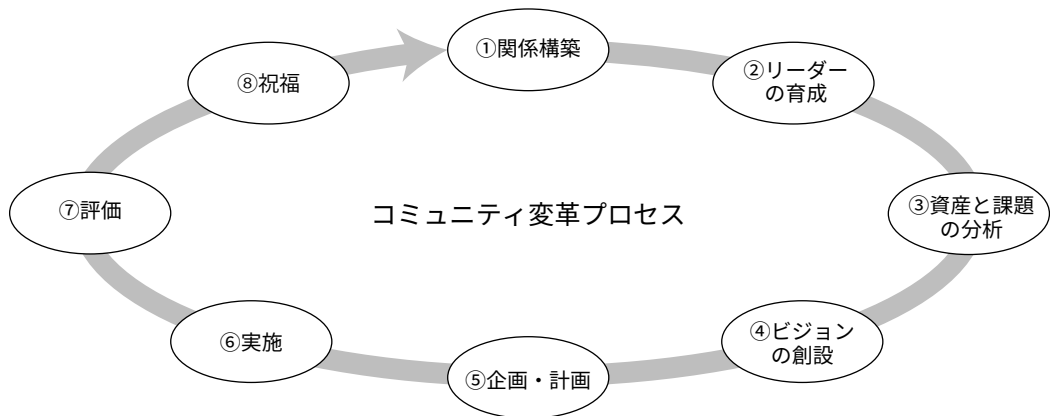 ①関係構築
②リーダー
の育成
③資産と課題
の分析
④ビジョン
の創設
⑤企画・計画
⑥実施
⑦評価
⑧祝福
コミュニティ変革プロセス